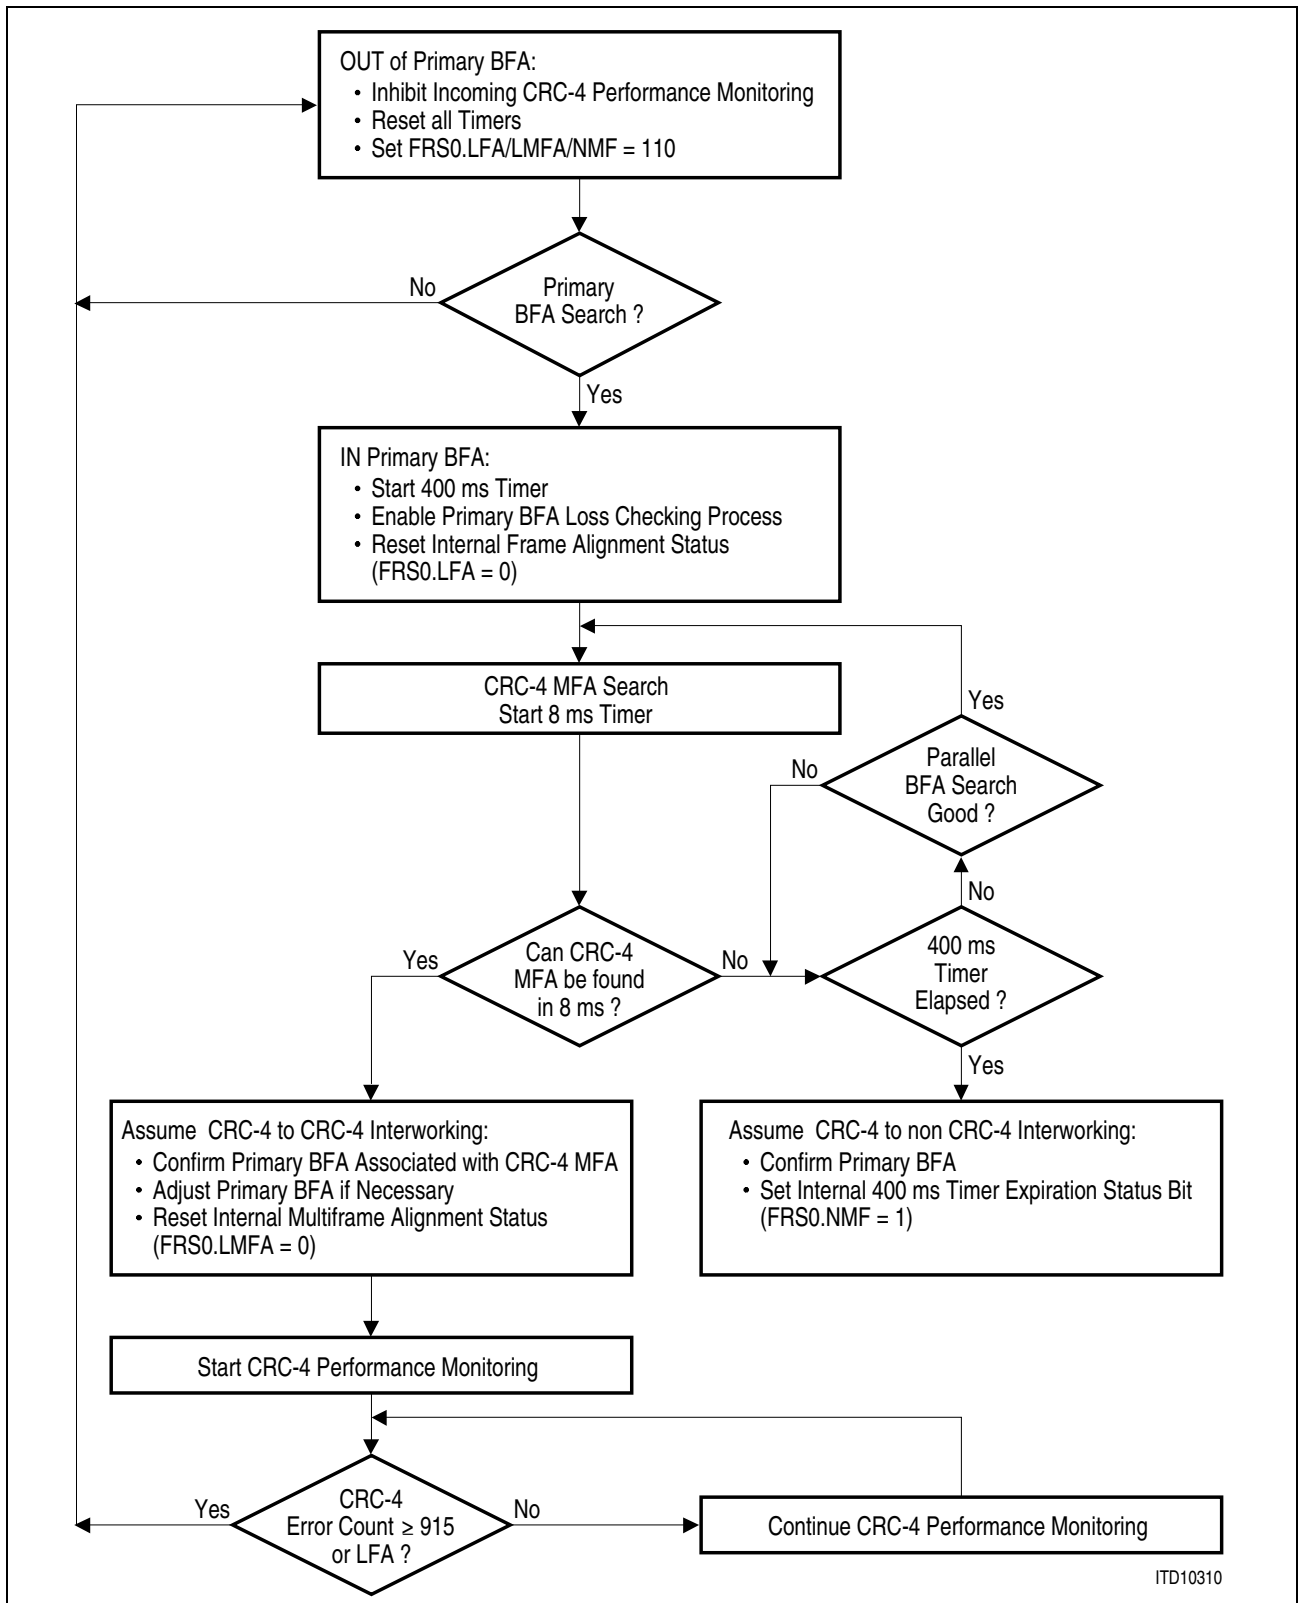 OUT of Primary BFA:
• Inhibit Incoming CRC-4 Performance Monitoring
• Reset all Timers
• Set FRS0.LFA/LMFA/NMF = 110
No
Primary
BFA Search ?
Yes
IN Primary BFA:
• Start 400 ms Timer
• Enable Primary BFA Loss Checking Process
• Reset Internal Frame Alignment Status
(FRS0.LFA = 0)
CRC-4 MFA Search
Start 8 ms Timer
Yes
No
Parallel
BFA Search
Good ?
No
Yes
Can CRC-4
MFA be found
in 8 ms ?
No
400 ms
Timer
Elapsed ?
Yes
Assume CRC-4 to CRC-4 Interworking:
• Confirm Primary BFA Associated with CRC-4 MFA
• Adjust Primary BFA if Necessary
• Reset Internal Multiframe Alignment Status
(FRS0.LMFA = 0)
Assume CRC-4 to non CRC-4 Interworking:
• Confirm Primary BFA
• Set Internal 400 ms Timer Expiration Status Bit
(FRS0.NMF = 1)
Start CRC-4 Performance Monitoring
Yes
CRC-4
Error Count ≥ 915
or LFA ?
No
Continue CRC-4 Performance Monitoring
ITD10310